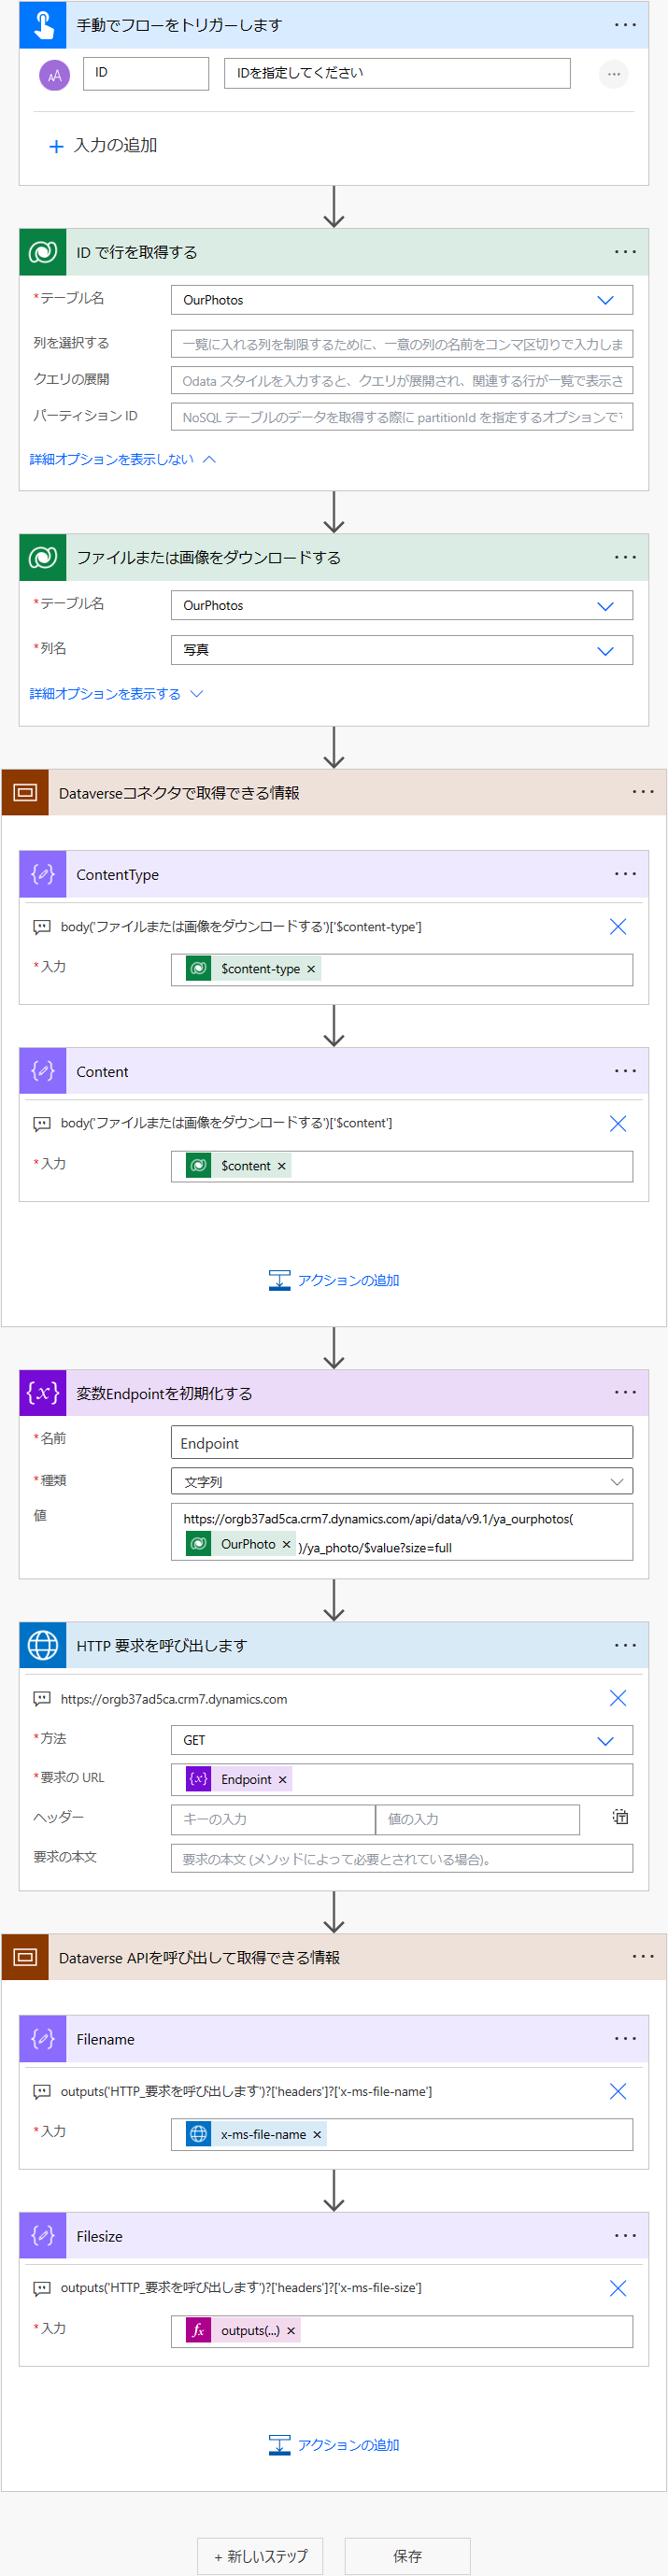 手動でフローをトリガーします
ID
IDを指定してください
入力の追加
ID で行を取得する
*テーブル名
OurPhotos
列を選択する
一覧に入れる列を制限するために、一意の列の名前をコンマ区切りで入力しま
クエリの展開
Odata スタイルを入力すると、クエリが展開され、関連する行が一覧で表示さ
パーティション ID
NoSQL テーブルのデータを取得する際に partitionId を指定するオプションで
詳細オプションを表示しない
ファイルまたは画像をダウンロードする
*テーブル名
OurPhotos
*列名
写真
詳細オプションを表示する
Dataverseコネクタで取得できる情報
ContentType
body('ファイルまたは画像をダウンロードする')['$content-type']
*入力
$content-type
Content
body('ファイルまたは画像をダウンロードする')['$content']
*入力
$content
アクションの追加
{x}
変数Endpointを初期化する
*名前
Endpoint
*種類
文字列
値
https://orgb37ad5ca.crm7.dynamics.com/api/data/v9.1/ya_ourphotos(
OurPhoto )/ya_photo/$value?size=full
HTTP 要求を呼び出します
https://orgb37ad5ca.crm7.dynamics.com
*方法
GET
*要求の URL
{x} Endpoint
ヘッダー
キーの入力
値の入力
要求の本文
要求の本文 (メソッドによって必要とされている場合)。
Dataverse APIを呼び出して取得できる情報
Filename
outputs('HTTP_要求を呼び出します')?['headers']?['x-ms-file-name']
*入力
x-ms-file-name
Filesize
outputs('HTTP_要求を呼び出します')?['headers']?['x-ms-file-size']
*入力
fx outputs(...)
アクションの追加
+ 新しいステップ
保存